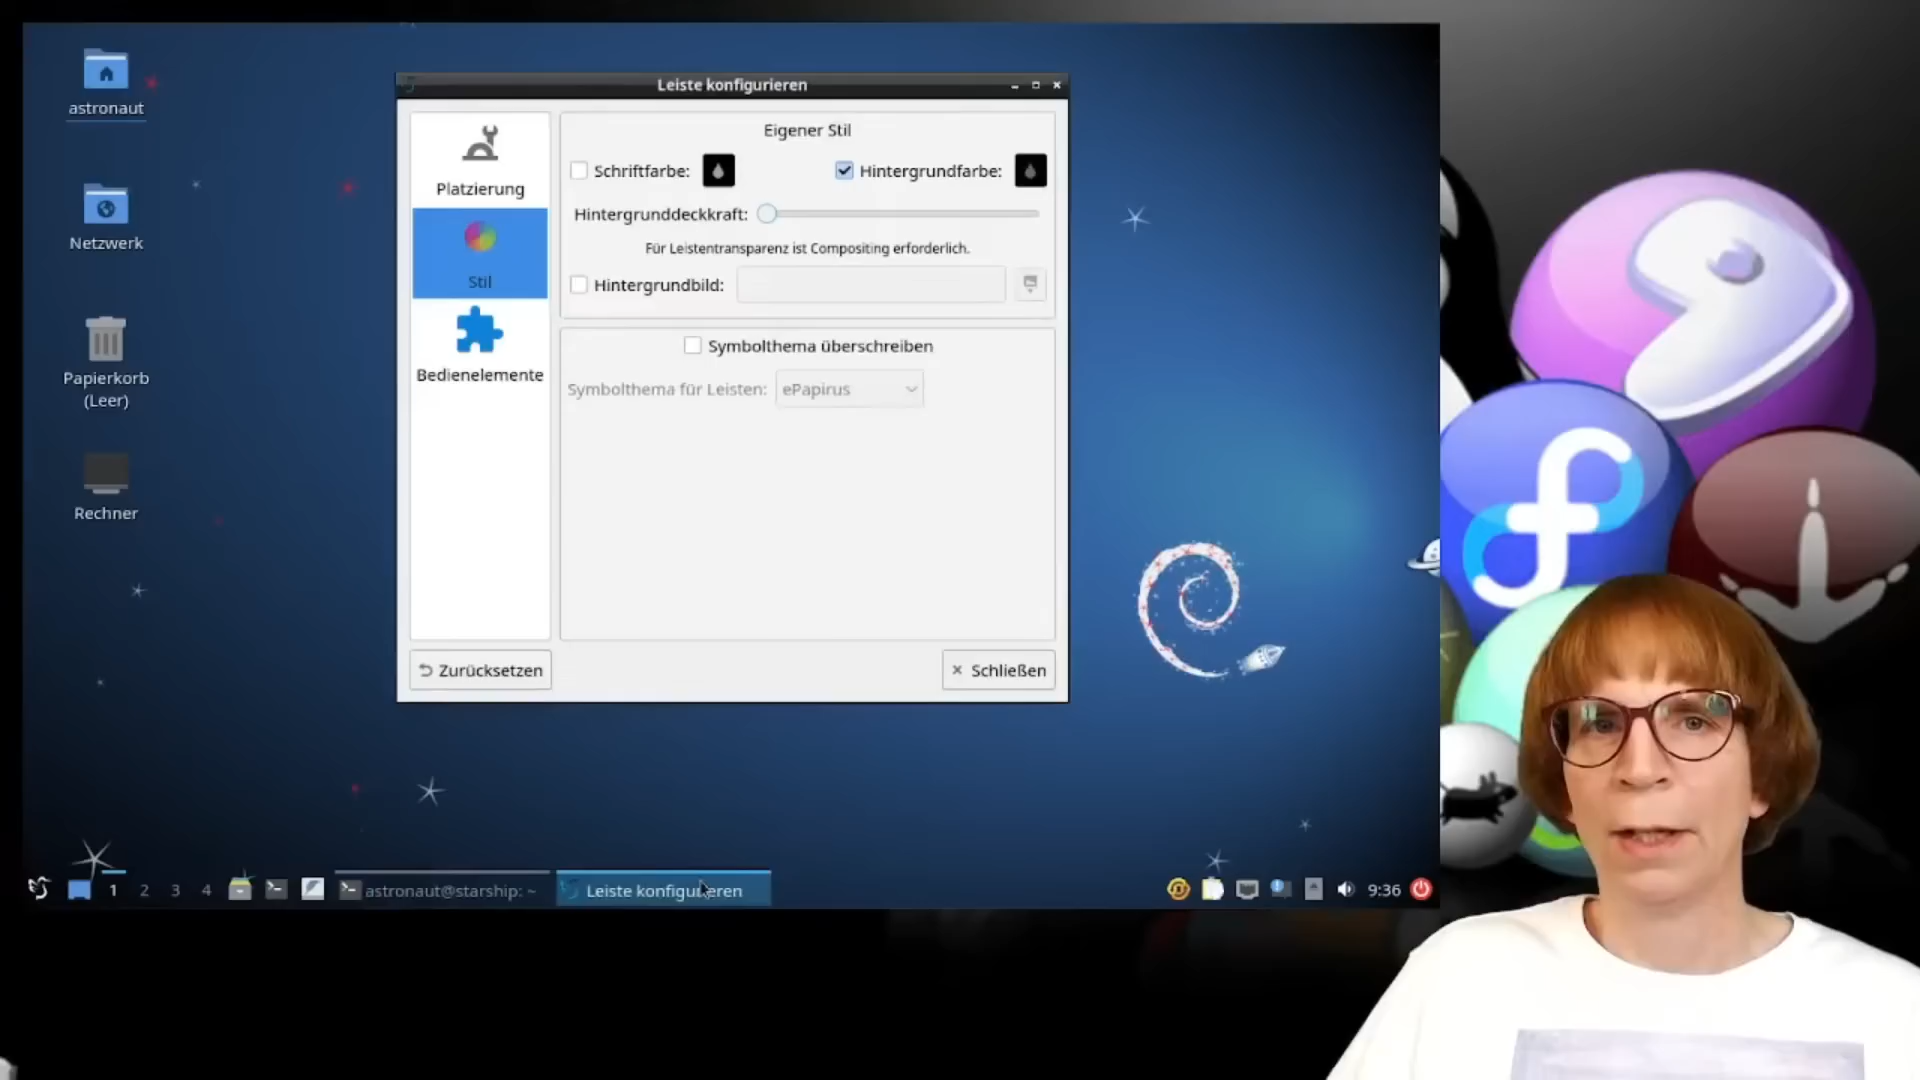 astronaut
Netzwerk
Papierkorb
(Leer)
Rechner
Leiste konfigurieren
Platzierung
Stil
Bedienelemente
Eigener Stil
Schriftfarbe:
Hintergrundfarbe:
Hintergrunddeckkraft:
Für Leistentransparenz ist Compositing erforderlich.
Hintergrundbild:
Symbolthema überschreiben
Symbolthema für Leisten: ePapirus
Zurücksetzen
Schließen
1 2 3 4 astronaut@starship: ~ Leiste konfigurieren 9:36